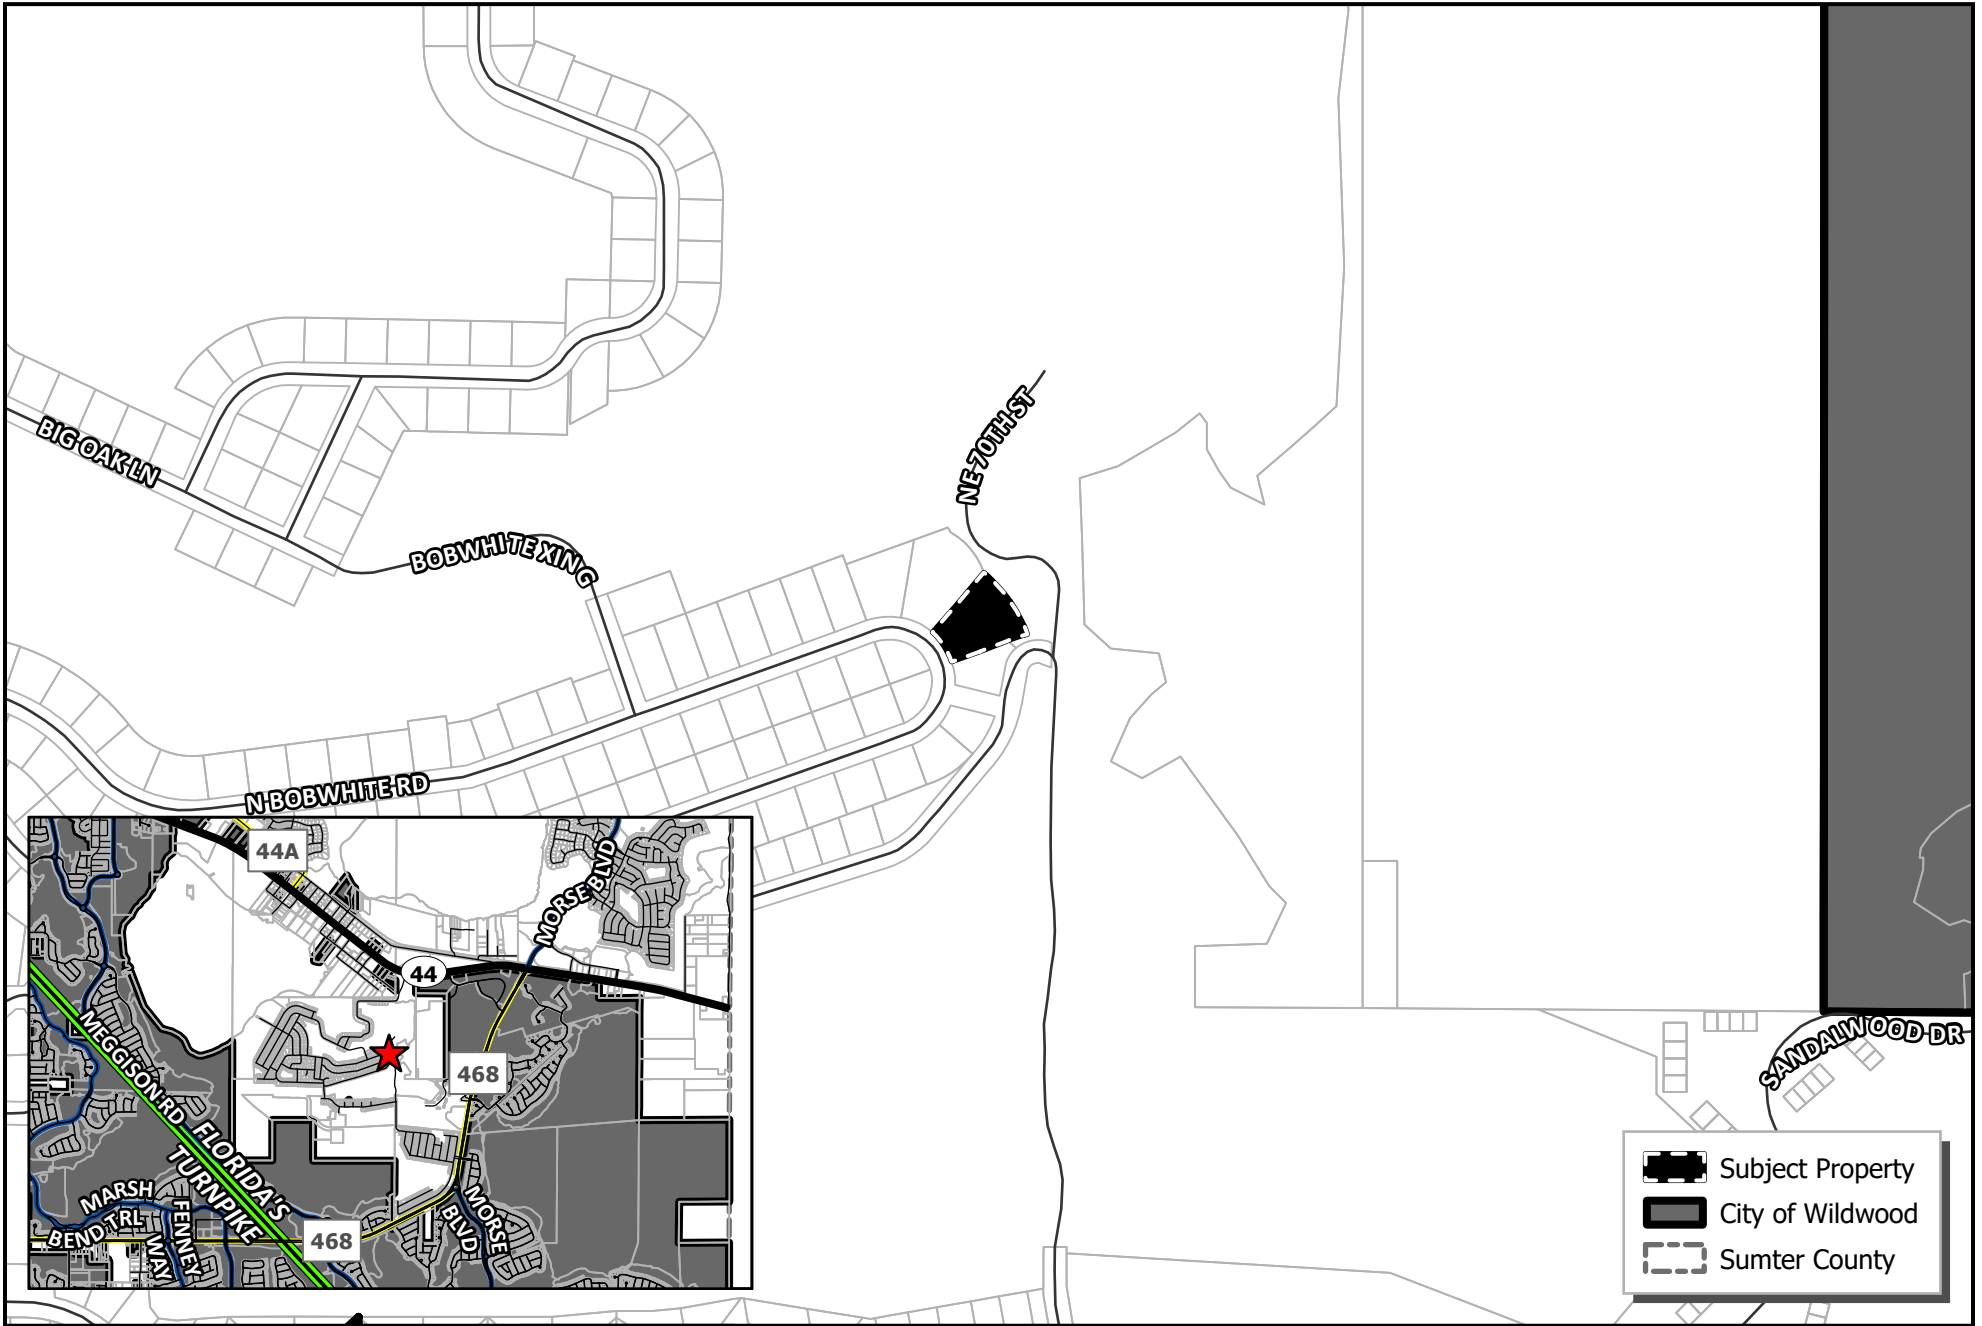 BIG OAK LN
BOBWHITE XING
NE 70TH ST
N BOBWHITE RD
SANDALWOOD DR
44A
MORSE BLVD
44
468
MEGGISON RD
FLORIDA'S
TURNPIKE
MARSH
BEND TRL
FENNEY
WAY
468
MORSE
BLVD
Subject Property
City of Wildwood
Sumter County